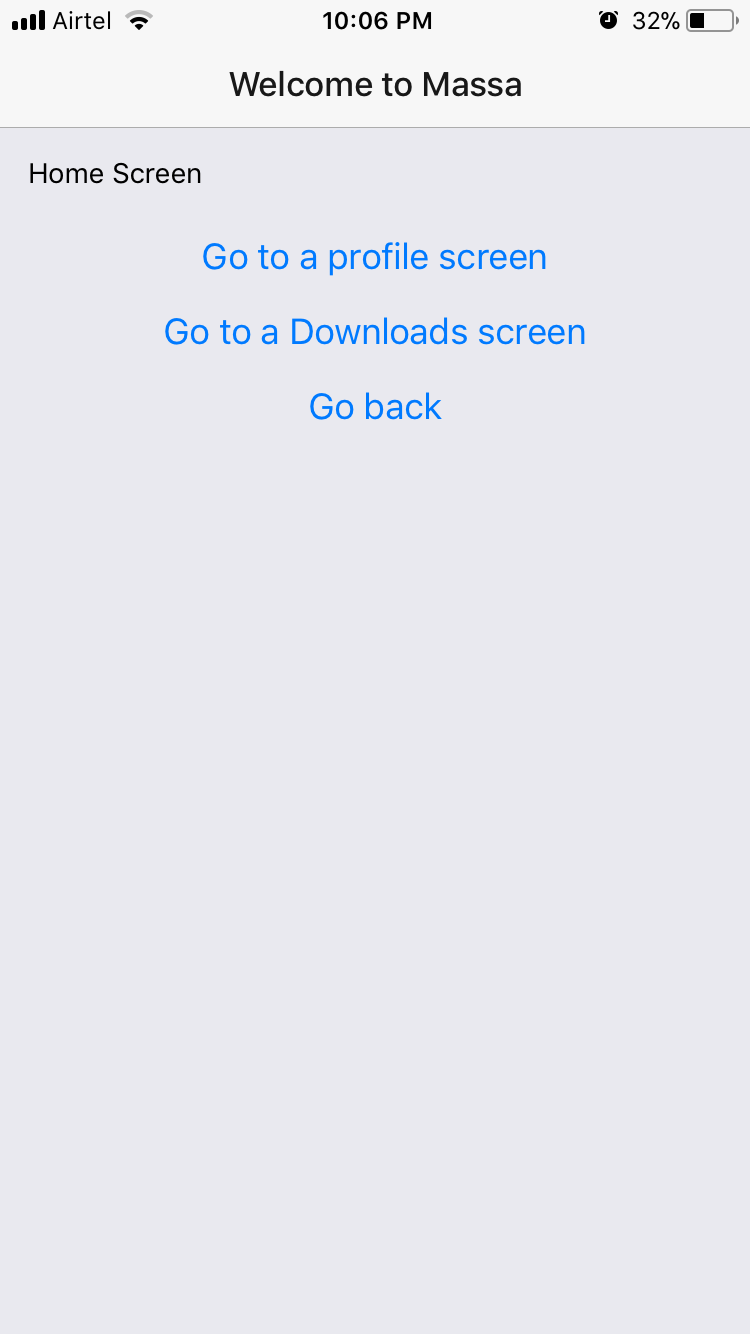 Airtel 10:06 PM 32%
Welcome to Massa
Home Screen
Go to a profile screen
Go to a Downloads screen
Go back